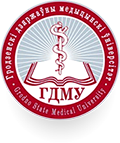 Гродзенскі дзяржаўны медыцынскі ўніверсітэт
ГДМУ
Grodno State Medical University